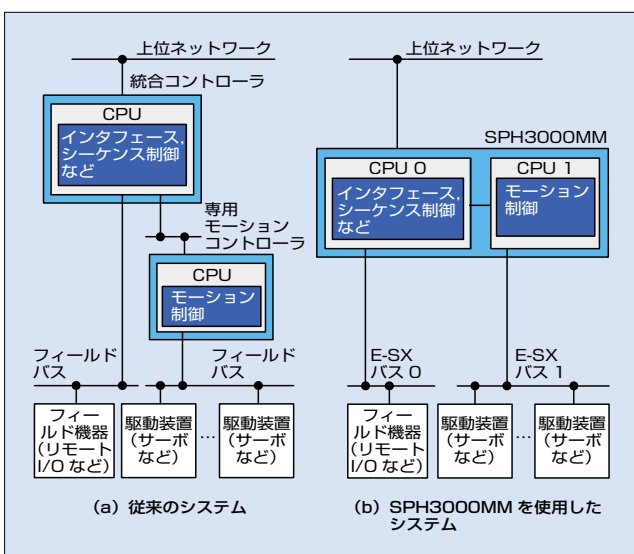 上位ネットワーク
統合コントローラ
CPU
インタフェース,
シーケンス制御
など
専用
モーション
コントローラ
CPU
モーション
制御
フィールド
バス
フィールド
バス
フィー
ルド機器
(リモート
I/O など)
駆動装置
(サーボ
など)
…
駆動装置
(サーボ
など)
(a) 従来のシステム
上位ネットワーク
SPH3000MM
CPU 0
インタフェース,
シーケンス制御
など
CPU 1
モーション
制御
E-SX
バス 0
E-SX
バス 1
フィー
ルド機器
(リモート
I/O など)
駆動装置
(サーボ
など)
…
駆動装置
(サーボ
など)
(b) SPH3000MM を使用した
システム